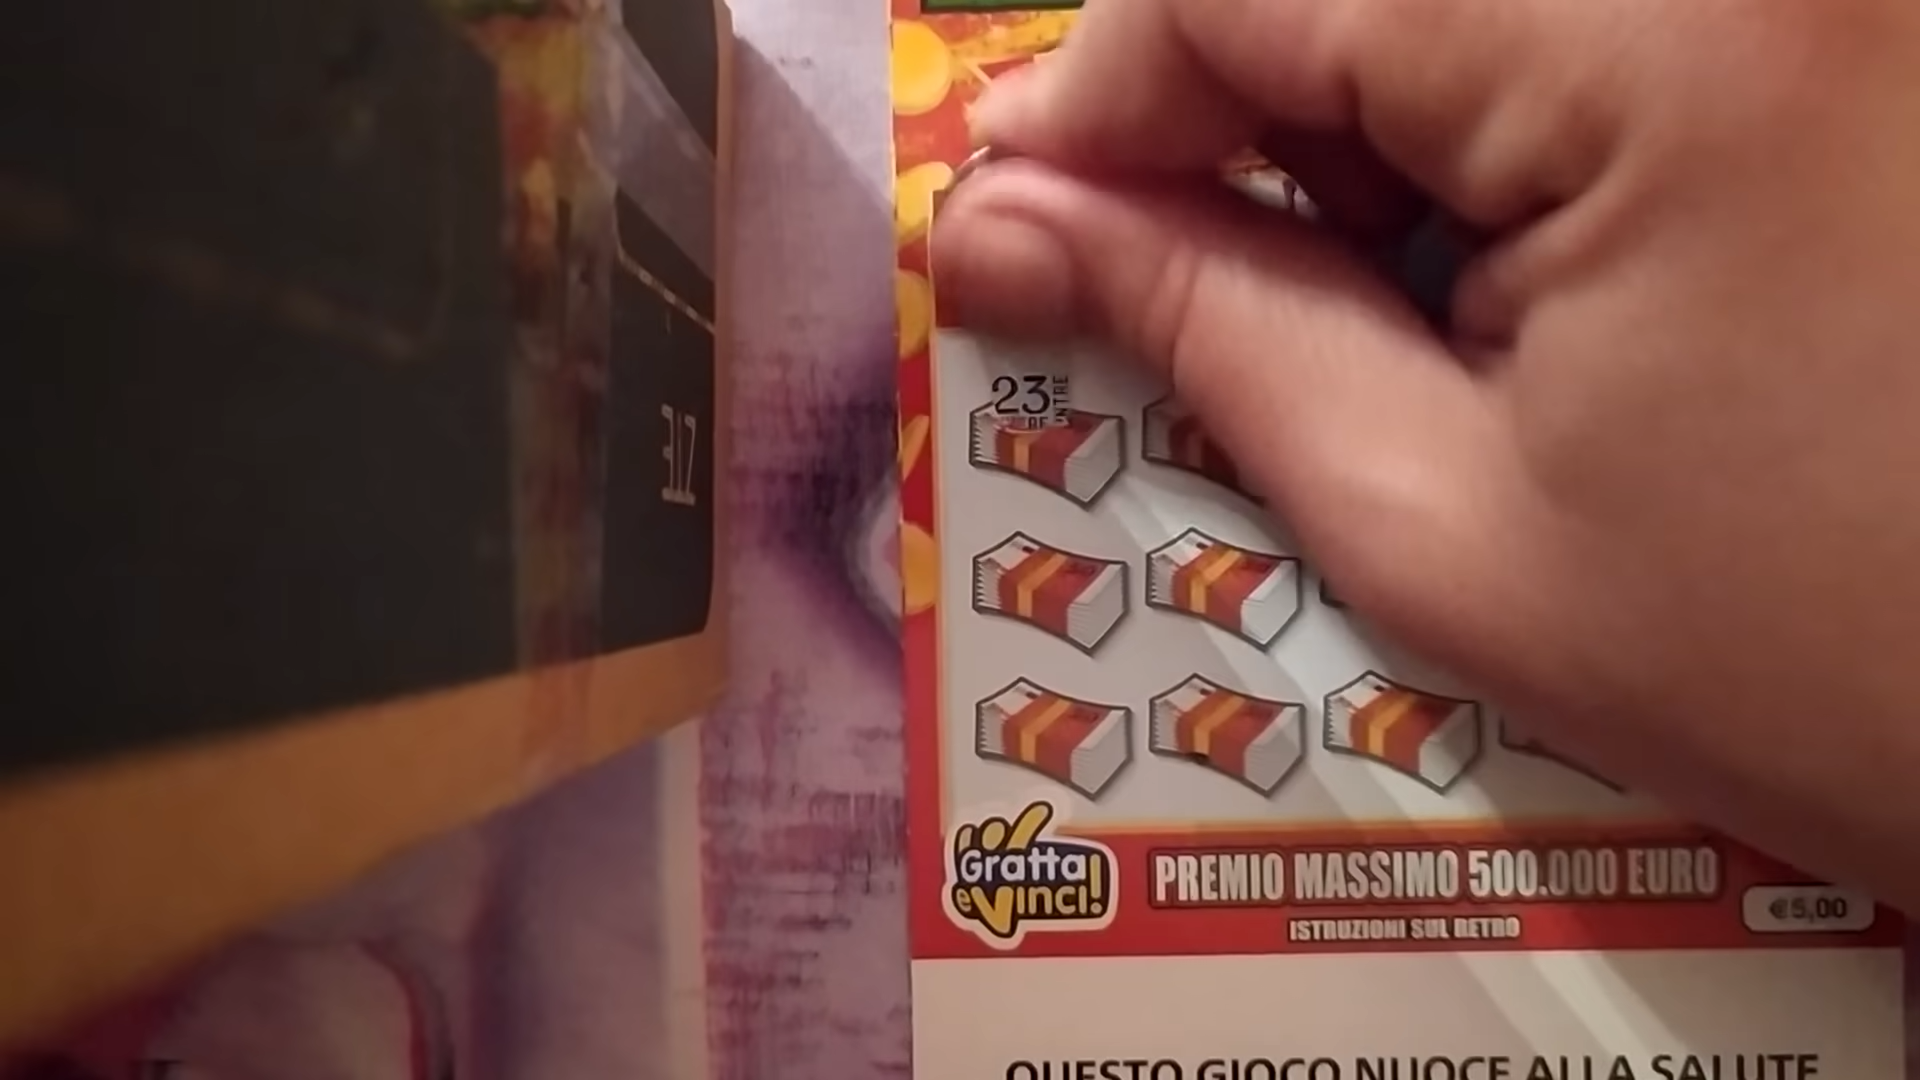 317
23
NTRE
Gratta
e Vinci!
PREMIO MASSIMO 500.000 EURO
ISTRUZIONI SUL RETRO
€5,00
QUESTO GIOCO NUOCE ALLA SALUTE